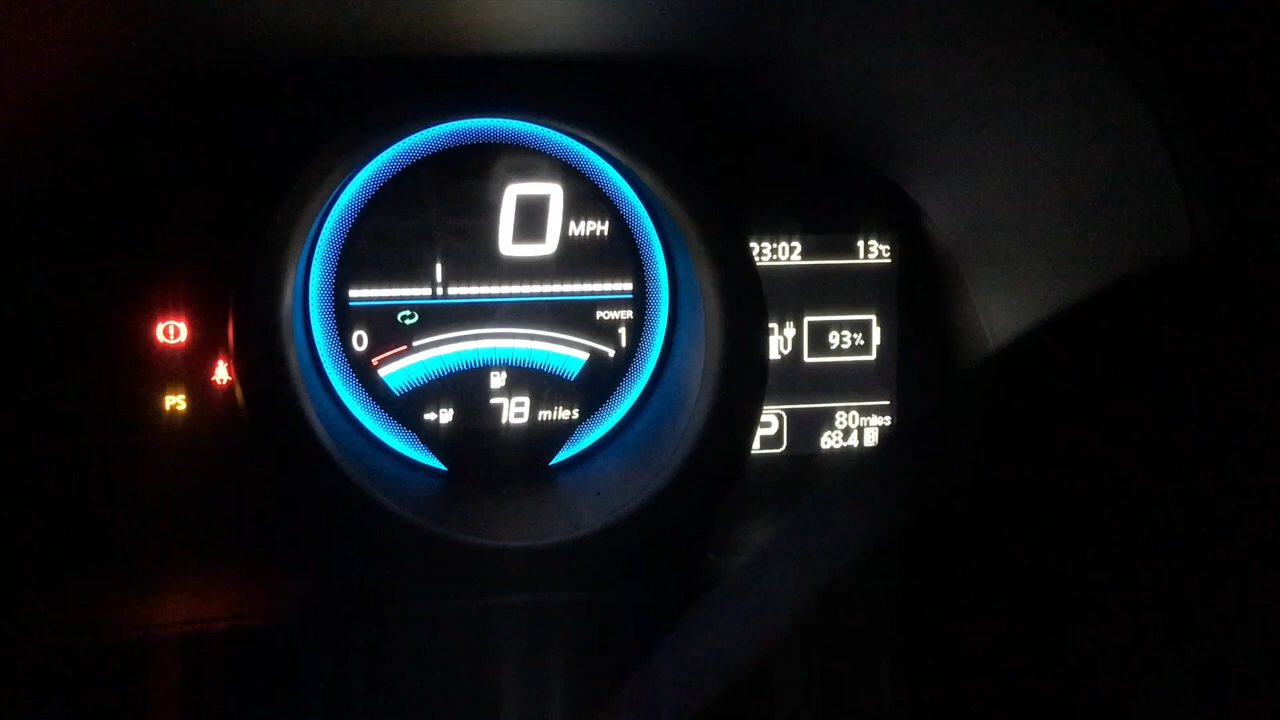 0 MPH
23:02 13℃
POWER
0 1
93%
PS
78 miles
P
80miles
68.4 B